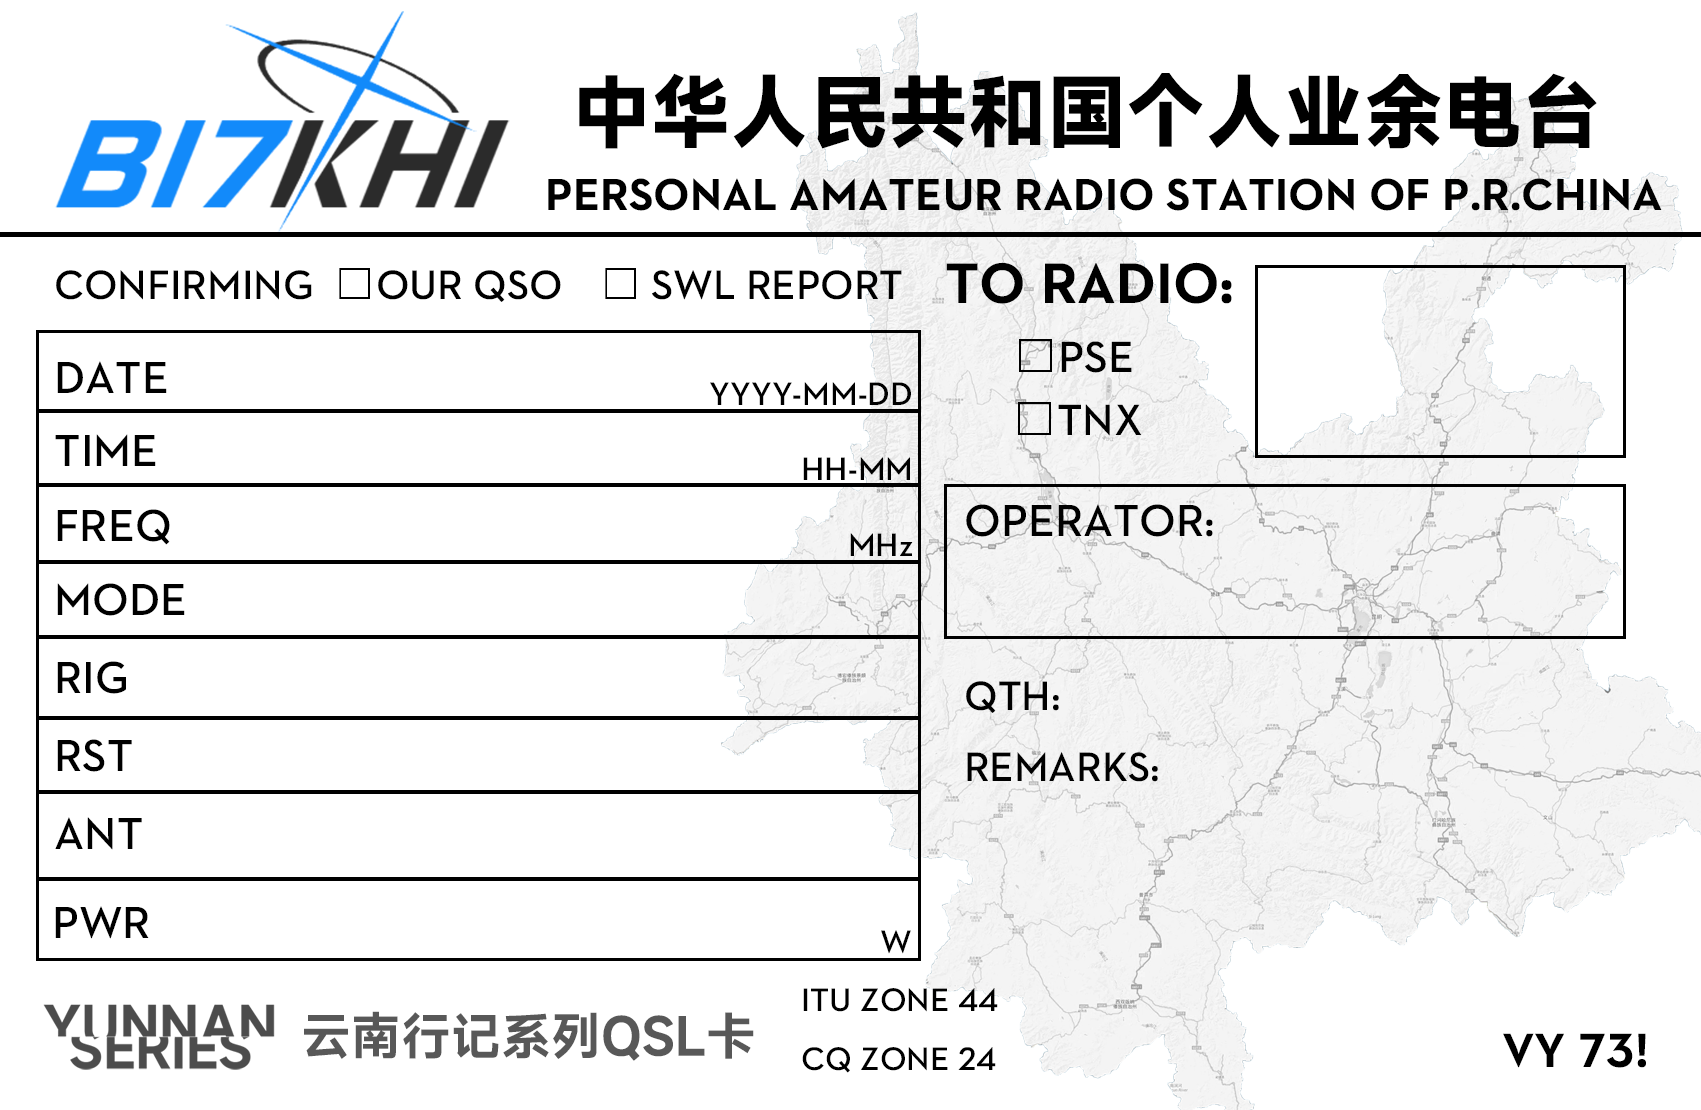 BI7KHI
中华人民共和国个人业余电台
PERSONAL AMATEUR RADIO STATION OF P.R.CHINA
CONFIRMING □OUR QSO □ SWL REPORT
TO RADIO:
□PSE
□TNX
DATE YYYY-MM-DD
TIME HH-MM
FREQ MHz
MODE
RIG
RST
ANT
PWR W
OPERATOR:
QTH:
REMARKS:
YUNNAN
SERIES
云南行记系列QSL卡
ITU ZONE 44
CQ ZONE 24
VY 73!